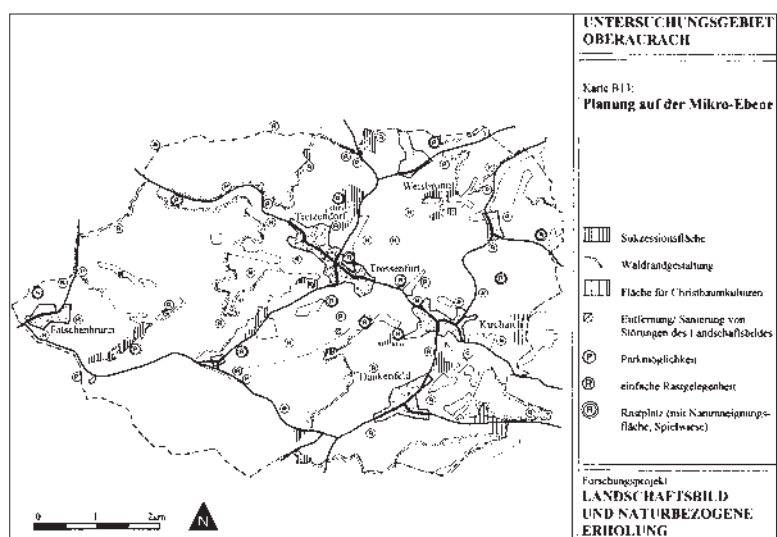 UNTERSUCHUNGSGEBIET
OBERAURACH
Karte B13:
Planung auf der Mikro-Ebene
Weisbrunn
Tretzendorf
Trossenfurt
Fatschenbrunn
Kirchaich
Dankenfeld
Sukzessionsfläche
Waldrandgestaltung
Fläche für Christbaumkulturen
Entfernung/ Sanierung von
Störungen des Landschaftsbildes
P Parkmöglichkeit
R einfache Rastgelegenheit
R Rastplatz (mit
fläche, Spielwiese)
0 1 2km
N
Forschungsprojekt
LANDSCHAFTSBILD
UND NATURBEZOGENE
ERHOLUNG